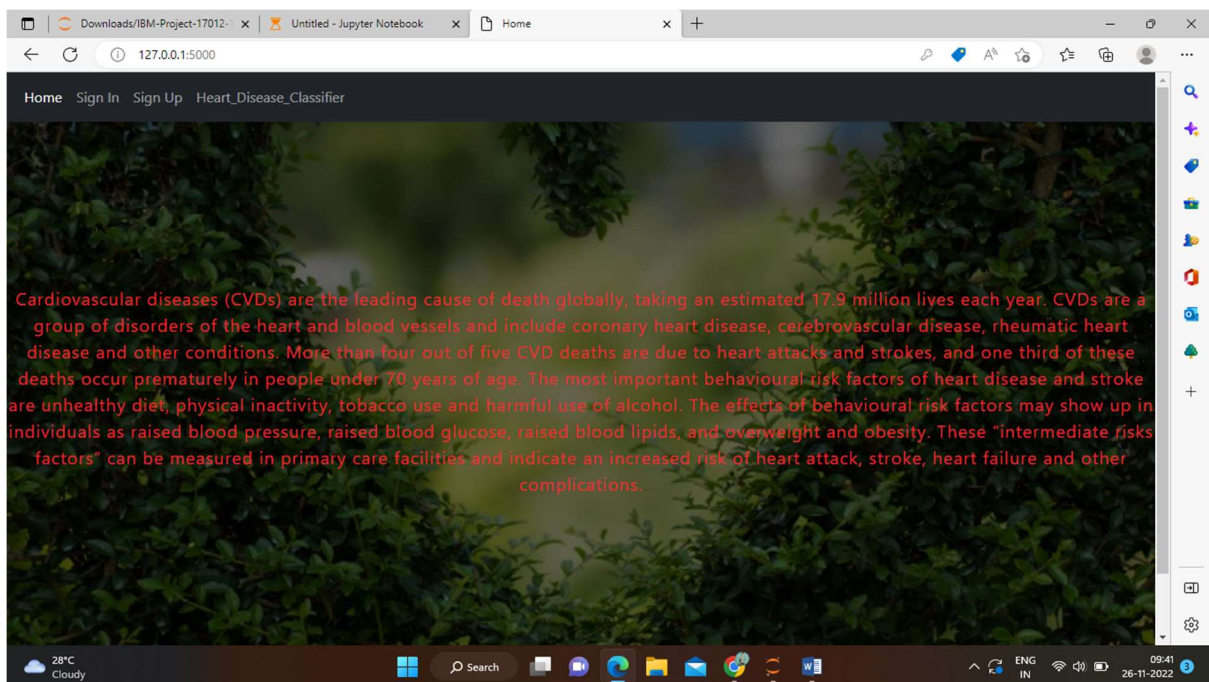 Downloads/IBM-Project-17012-1
Untitled - Jupyter Notebook
Home
127.0.0.1:5000
Home Sign In Sign Up Heart_Disease_Classifier
Cardiovascular diseases (CVDs) are the leading cause of death globally, taking an estimated 17.9 million lives each year. CVDs are a
group of disorders of the heart and blood vessels and include coronary heart disease, cerebrovascular disease, rheumatic heart
disease and other conditions. More than four out of five CVD deaths are due to heart attacks and strokes, and one third of these
deaths occur prematurely in people under 70 years of age. The most important behavioural risk factors of heart disease and stroke
are unhealthy diet, physical inactivity, tobacco use and harmful use of alcohol. The effects of behavioural risk factors may show up in
individuals as raised blood pressure, raised blood glucose, raised blood lipids, and overweight and obesity. These “intermediate risks
factors” can be measured in primary care facilities and indicate an increased risk of heart attack, stroke, heart failure and other
complications.
28°C
Cloudy
Search
ENG
IN
09:41
26-11-2022
3